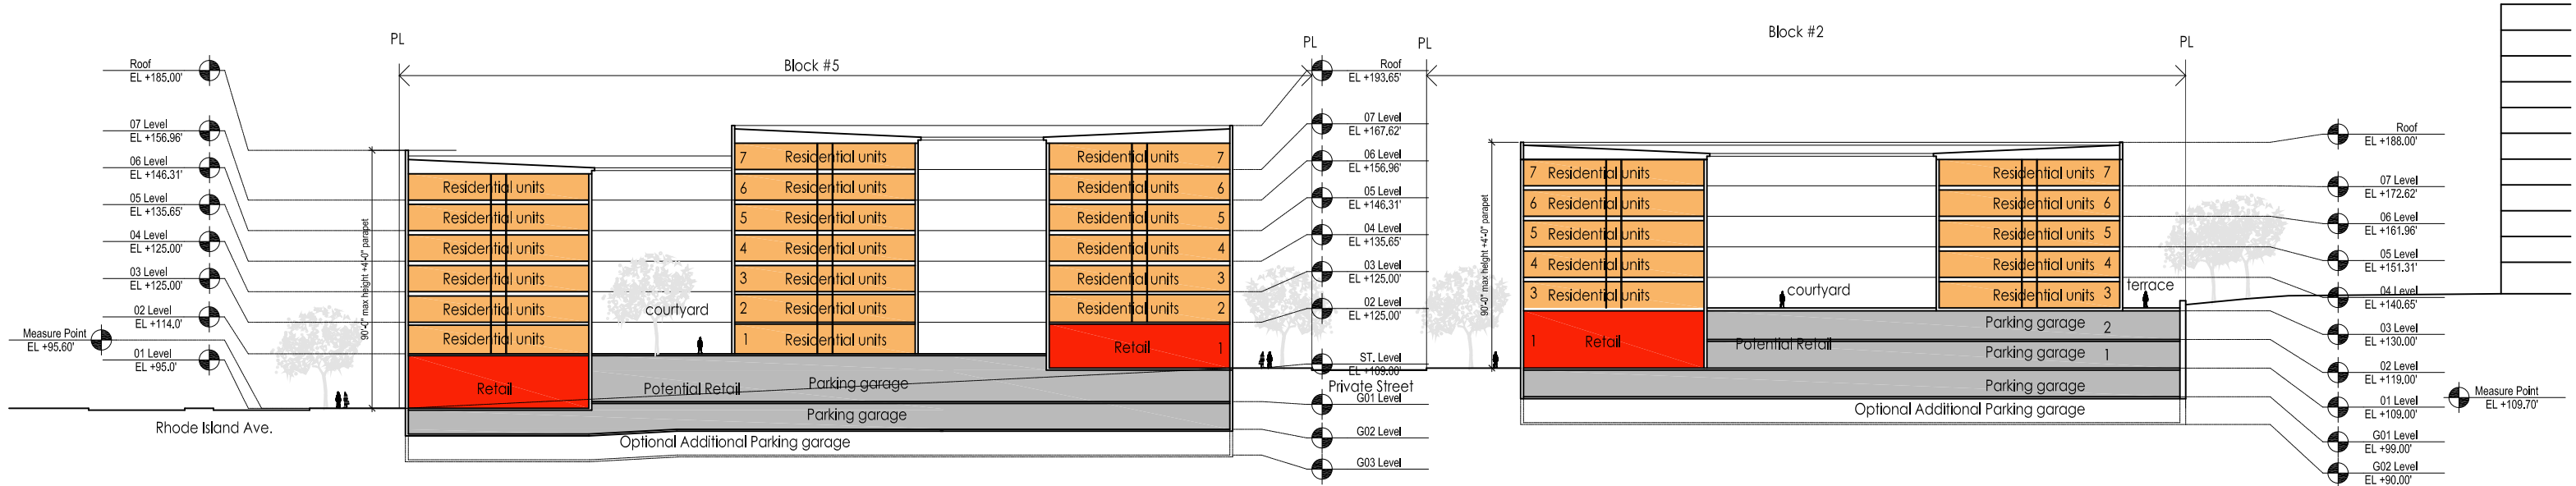 PL
Block #5
PL
PL
Block #2
PL
Roof
EL +185.00'
07 Level
EL +156.96'
06 Level
EL +146.31'
05 Level
EL +135.65'
04 Level
EL +125.00'
03 Level
EL +125.00'
02 Level
EL +114.0'
Measure Point
EL +95.60'
01 Level
EL +95.0'
Rhode Island Ave.
90'-0" max height +4'-0" parapet
Residential units
Residential units
Residential units
Residential units
Residential units
Residential units
Retail
courtyard
7 Residential units
6 Residential units
5 Residential units
4 Residential units
3 Residential units
2 Residential units
1 Residential units
Residential units 7
Residential units 6
Residential units 5
Residential units 4
Residential units 3
Residential units 2
Retail 1
Potential Retail
Parking garage
Parking garage
Optional Additional Parking garage
Roof
EL +193.65'
07 Level
EL +167.62'
06 Level
EL +156.96'
05 Level
EL +146.31'
04 Level
EL +135.65'
03 Level
EL +125.00'
02 Level
EL +125.00'
ST. Level
EL +109.00'
Private Street
G01 Level
G02 Level
G03 Level
90'-0" max height +4'-0" parapet
7 Residential units
6 Residential units
5 Residential units
4 Residential units
3 Residential units
1 Retail
courtyard
Residential units 7
Residential units 6
Residential units 5
Residential units 4
Residential units 3
terrace
Parking garage 2
Potential Retail
Parking garage 1
Parking garage
Optional Additional Parking garage
Roof
EL +188.00'
07 Level
EL +172.62'
06 Level
EL +161.96'
05 Level
EL +151.31'
04 Level
EL +140.65'
03 Level
EL +130.00'
02 Level
EL +119.00'
01 Level
EL +109.00'
Measure Point
EL +109.70'
G01 Level
EL +99.00'
G02 Level
EL +90.00'